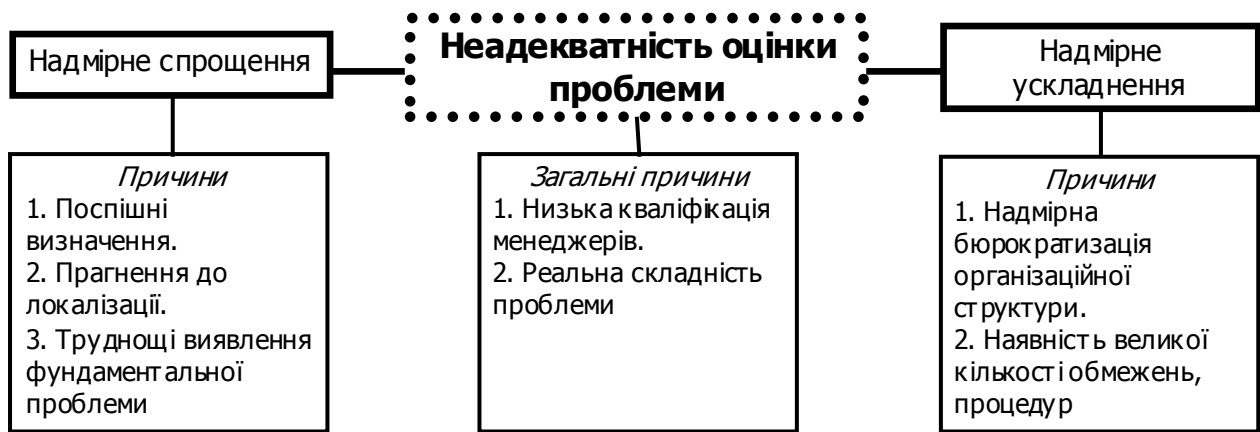 Неадекватність оцінки
проблеми
Надмірне спрощення
Надмірне
ускладнення
Причини
1. Поспішні
визначення.
2. Прагнення до
локалізації.
3. Труднощі виявлення
фундаментальної
проблеми
Загальні причини
1. Низька кваліфікація
менеджерів.
2. Реальна складність
проблеми
Причини
1. Надмірна
бюрократизація
організаційної
структури.
2. Наявність великої
кількості обмежень,
процедур